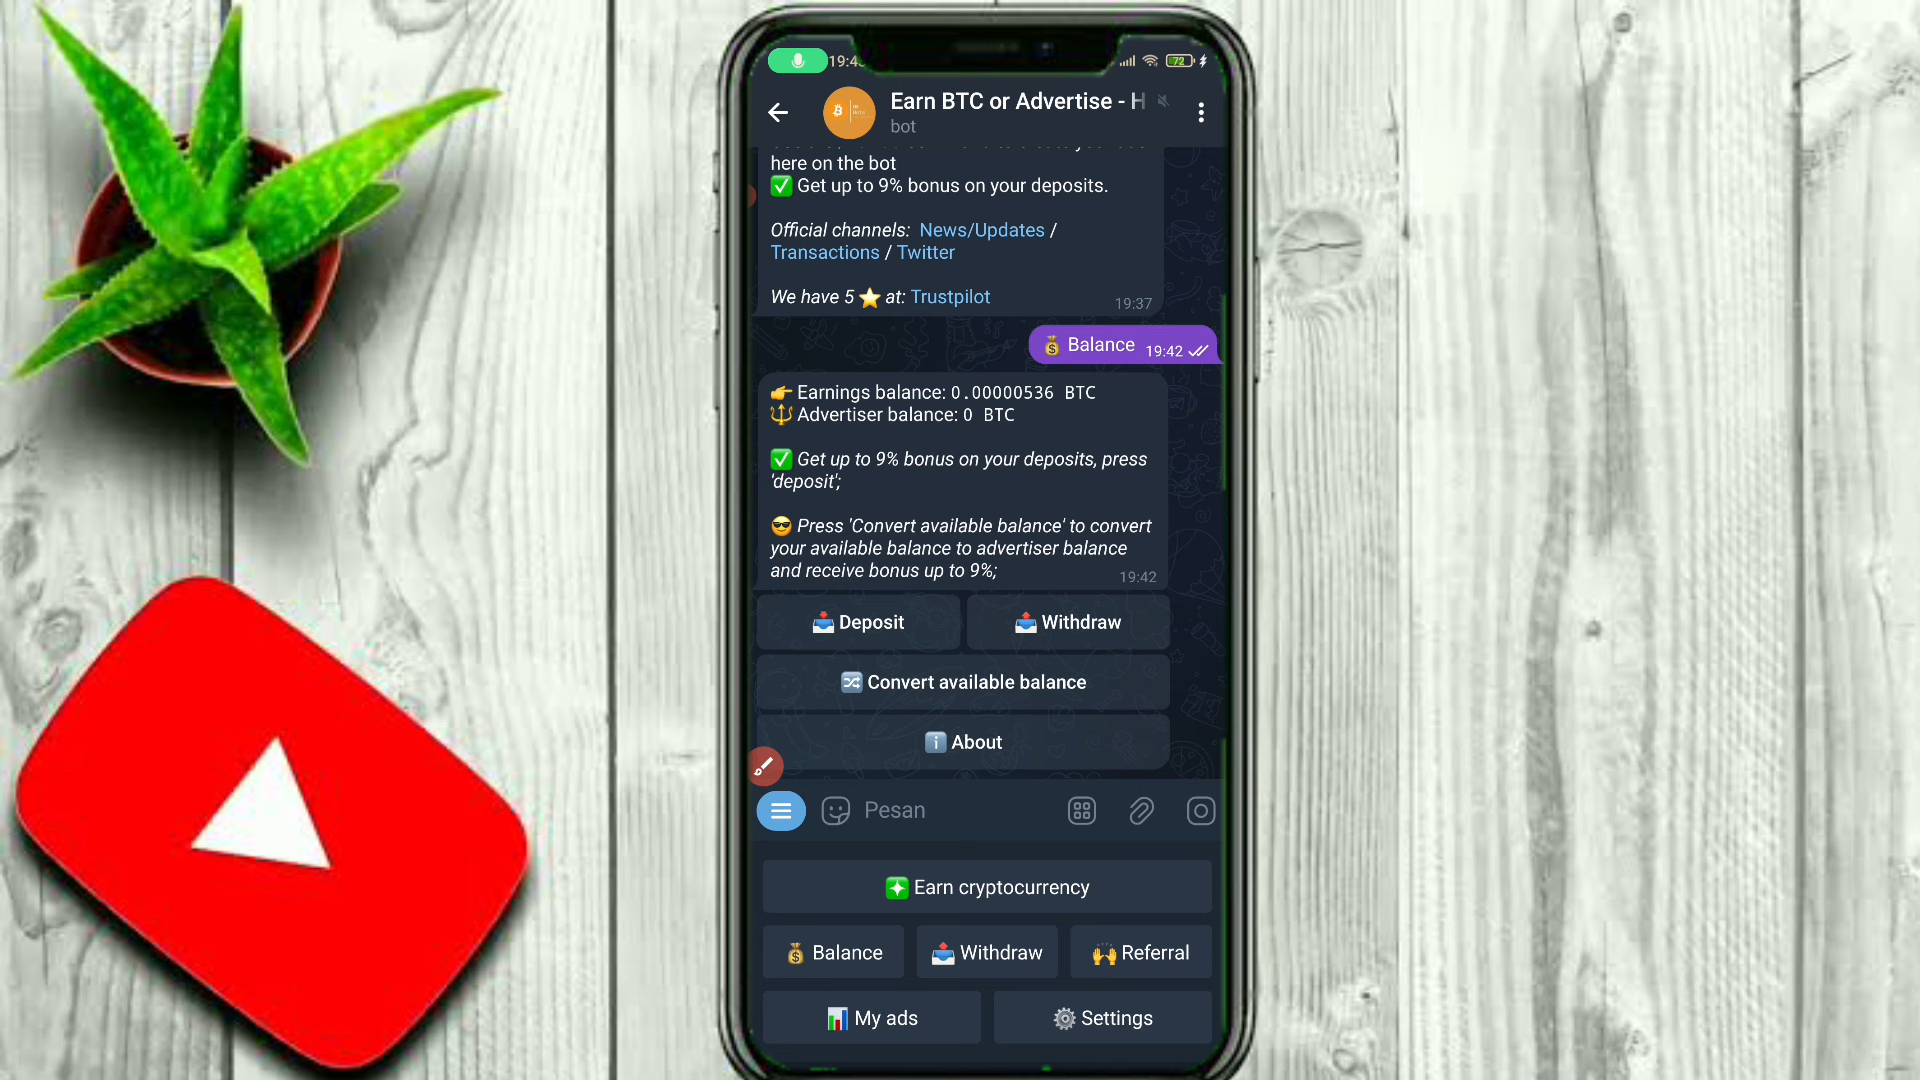 19:4
72
Earn BTC or Advertise - H
bot
here on the bot
✅ Get up to 9% bonus on your deposits.
Official channels: News/Updates /
Transactions / Twitter
We have 5 ⭐ at: Trustpilot
19:37
💰 Balance 19:42
👉 Earnings balance: 0.00000536 BTC
🔱 Advertiser balance: 0 BTC
✅ Get up to 9% bonus on your deposits, press
'deposit';
😎 Press 'Convert available balance' to convert
your available balance to advertiser balance
and receive bonus up to 9%;
19:42
📥 Deposit
📤 Withdraw
🔀 Convert available balance
ℹ️ About
Pesan
Earn cryptocurrency
💰 Balance
📤 Withdraw
🙌 Referral
📊 My ads
⚙️ Settings